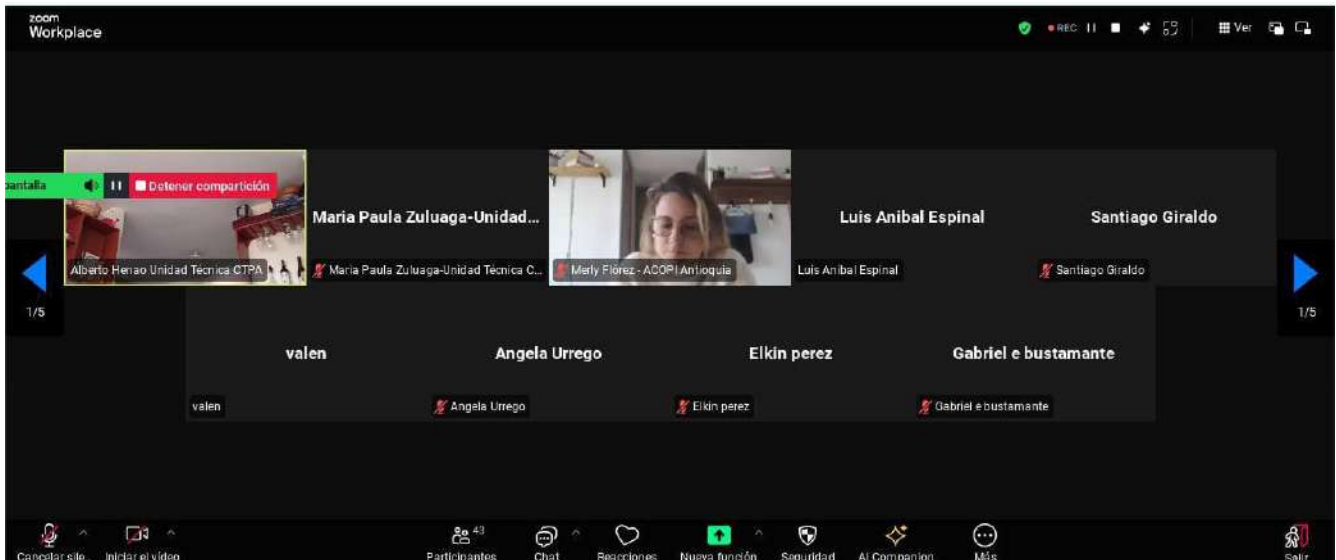 zoom
Workplace
REC
Ver
pantalla
Detener compartición
Alberto Henao Unidad Técnica CTPA
Maria Paula Zuluaga-Unidad...
Maria Paula Zuluaga-Unidad Técnica C...
Merly Flórez - ACOPI Antioquia
Luis Anibal Espinal
Luis Anibal Espinal
Santiago Giraldo
Santiago Giraldo
1/5
1/5
valen
valen
Angela Urrego
Angela Urrego
Elkin perez
Elkin perez
Gabriel e bustamante
Gabriel e bustamante
Cancelar sile...
Iniciar el vídeo
43
Participantes
Chat
Reacciones
Nueva función
Seguridad
AI Companion
Más
Salir